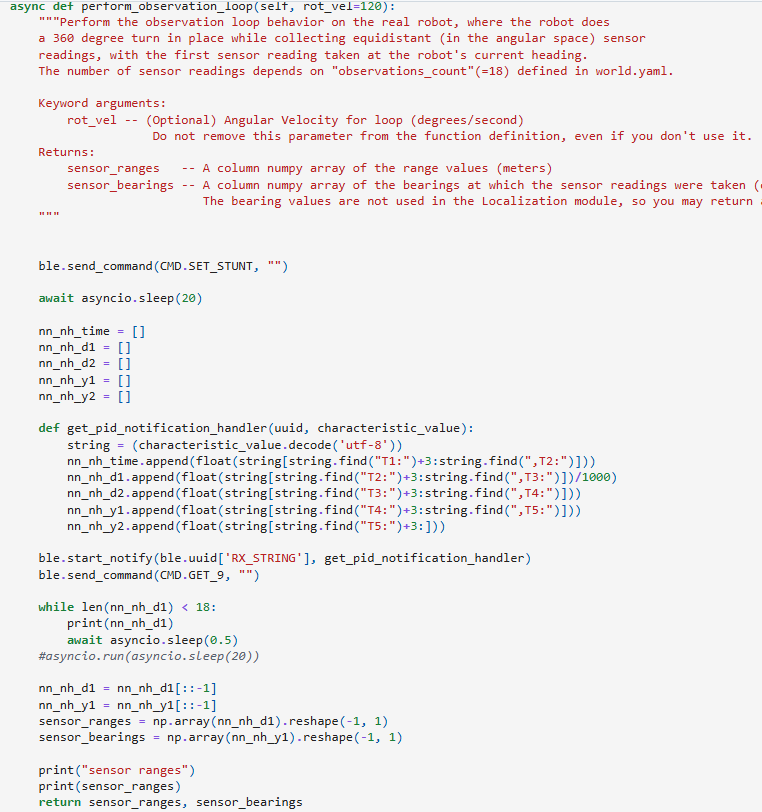 async def perform_observation_loop(self, rot_vel=120):
    """Perform the observation loop behavior on the real robot, where the robot does
    a 360 degree turn in place while collecting equidistant (in the angular space) sensor
    readings, with the first sensor reading taken at the robot's current heading.
    The number of sensor readings depends on "observations_count"(=18) defined in world.yaml.

    Keyword arguments:
        rot_vel -- (Optional) Angular Velocity for loop (degrees/second)
                    Do not remove this parameter from the function definition, even if you don't use it.
    Returns:
        sensor_ranges   -- A column numpy array of the range values (meters)
        sensor_bearings -- A column numpy array of the bearings at which the sensor readings were taken (
                           The bearing values are not used in the Localization module, so you may return
    """

    ble.send_command(CMD.SET_STUNT, "")

    await asyncio.sleep(20)

    nn_nh_time = []
    nn_nh_d1 = []
    nn_nh_d2 = []
    nn_nh_y1 = []
    nn_nh_y2 = []

    def get_pid_notification_handler(uuid, characteristic_value):
        string = (characteristic_value.decode('utf-8'))
        nn_nh_time.append(float(string[string.find("T1:")+3:string.find(",T2:")]))
        nn_nh_d1.append(float(string[string.find("T2:")+3:string.find(",T3:")])/1000)
        nn_nh_d2.append(float(string[string.find("T3:")+3:string.find(",T4:")]))
        nn_nh_y1.append(float(string[string.find("T4:")+3:string.find(",T5:")]))
        nn_nh_y2.append(float(string[string.find("T5:")+3:]))

    ble.start_notify(ble.uuid['RX_STRING'], get_pid_notification_handler)
    ble.send_command(CMD.GET_9, "")

    while len(nn_nh_d1) < 18:
        print(nn_nh_d1)
        await asyncio.sleep(0.5)
    #asyncio.run(asyncio.sleep(20))

    nn_nh_d1 = nn_nh_d1[::-1]
    nn_nh_y1 = nn_nh_y1[::-1]
    sensor_ranges = np.array(nn_nh_d1).reshape(-1, 1)
    sensor_bearings = np.array(nn_nh_y1).reshape(-1, 1)

    print("sensor ranges")
    print(sensor_ranges)
    return sensor_ranges, sensor_bearings